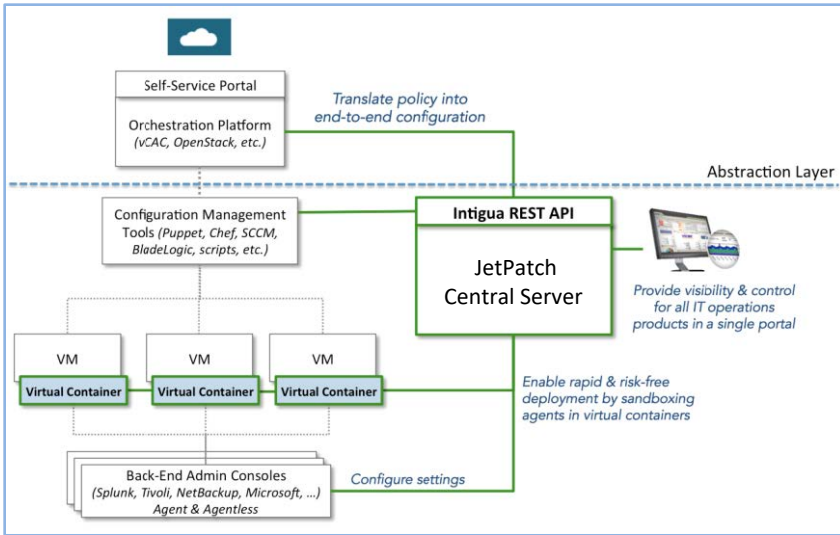 Self-Service Portal
Orchestration Platform
(vCAC, OpenStack, etc.)
Translate policy into
end-to-end configuration
Abstraction Layer
Configuration Management
Tools (Puppet, Chef, SCCM,
BladeLogic, scripts, etc.)
Intigua REST API
JetPatch
Central Server
Provide visibility & control
for all IT operations
products in a single portal
VM
VM
VM
Virtual Container
Virtual Container
Virtual Container
Enable rapid & risk-free
deployment by sandboxing
agents in virtual containers
Back-End Admin Consoles
(Splunk, Tivoli, NetBackup, Microsoft, ...)
Agent & Agentless
Configure settings